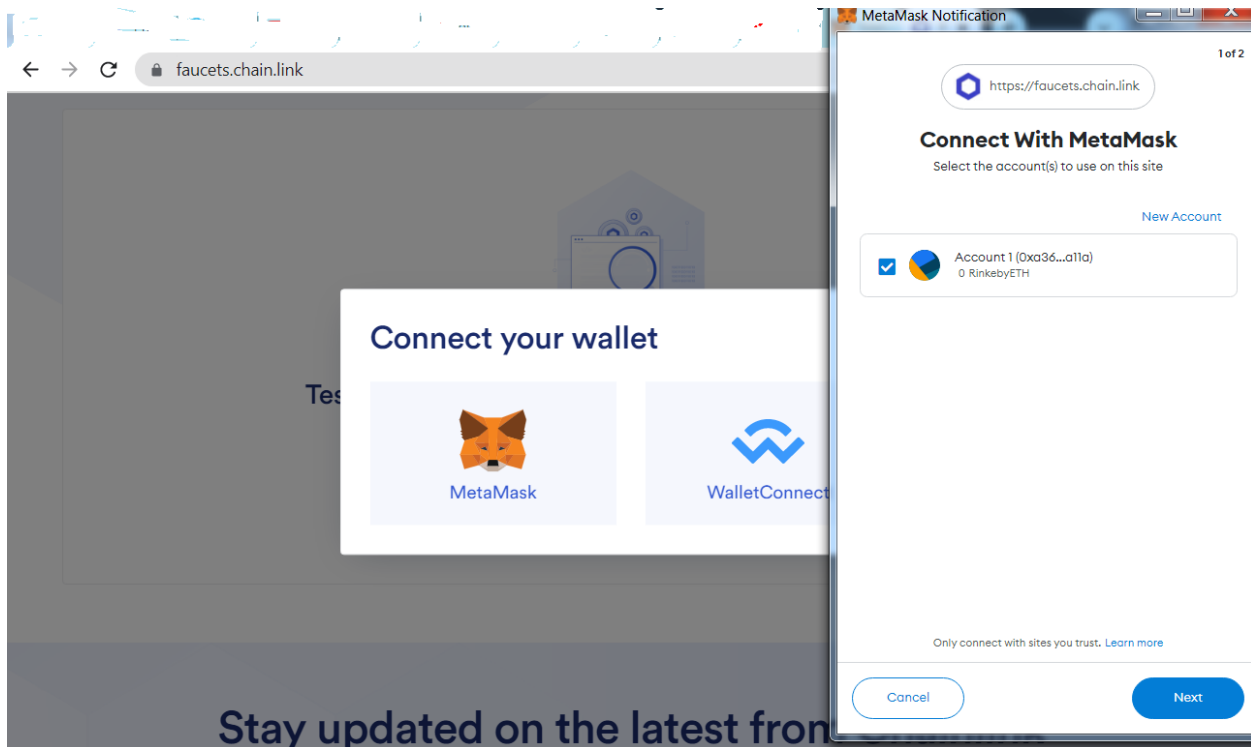 faucets.chain.link
Connect your wallet
Tes
MetaMask
WalletConnect
Stay updated on the latest from
MetaMask Notification
1 of 2
https://faucets.chain.link
Connect With MetaMask
Select the account(s) to use on this site
New Account
Account 1 (0xa36...a11a)
0 RinkebyETH
Only connect with sites you trust. Learn more
Cancel
Next